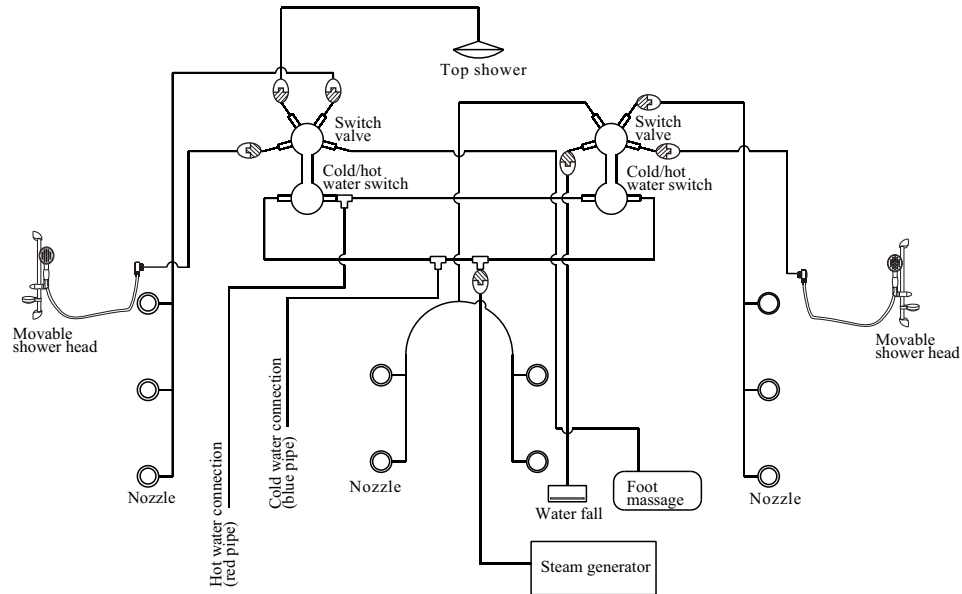 Top shower
Switch
valve
Switch
valve
Cold/hot
water switch
Cold/hot
water switch
Movable
shower head
Movable
shower head
Nozzle
Nozzle
Nozzle
Hot water connection
(red pipe)
Cold water connection
(blue pipe)
Water fall
Foot
massage
Steam generator